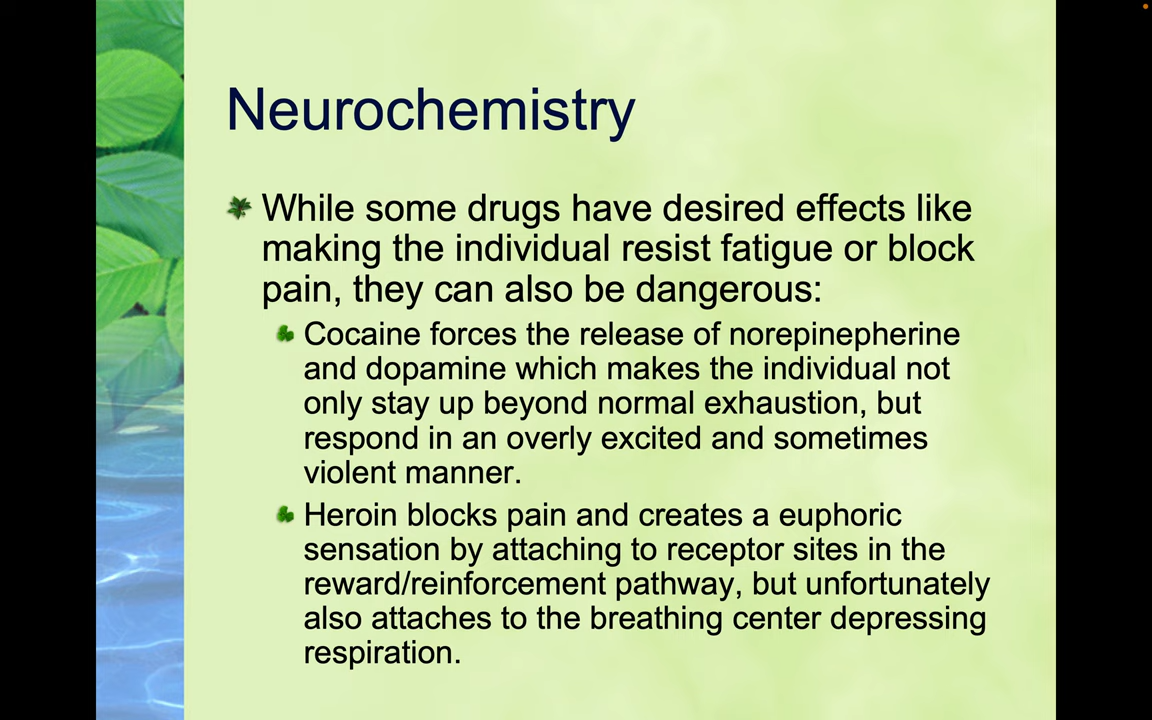 Neurochemistry
While some drugs have desired effects like
making the individual resist fatigue or block
pain, they can also be dangerous:
Cocaine forces the release of norepinepherine
and dopamine which makes the individual not
only stay up beyond normal exhaustion, but
respond in an overly excited and sometimes
violent manner.
Heroin blocks pain and creates a euphoric
sensation by attaching to receptor sites in the
reward/reinforcement pathway, but unfortunately
also attaches to the breathing center depressing
respiration.